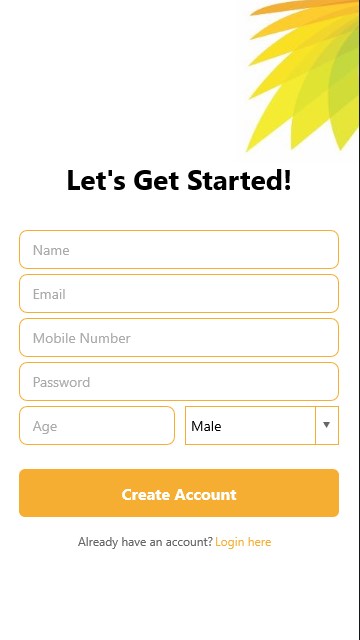 Let's Get Started!
Name
Email
Mobile Number
Password
Age
Male
Create Account
Already have an account? Login here